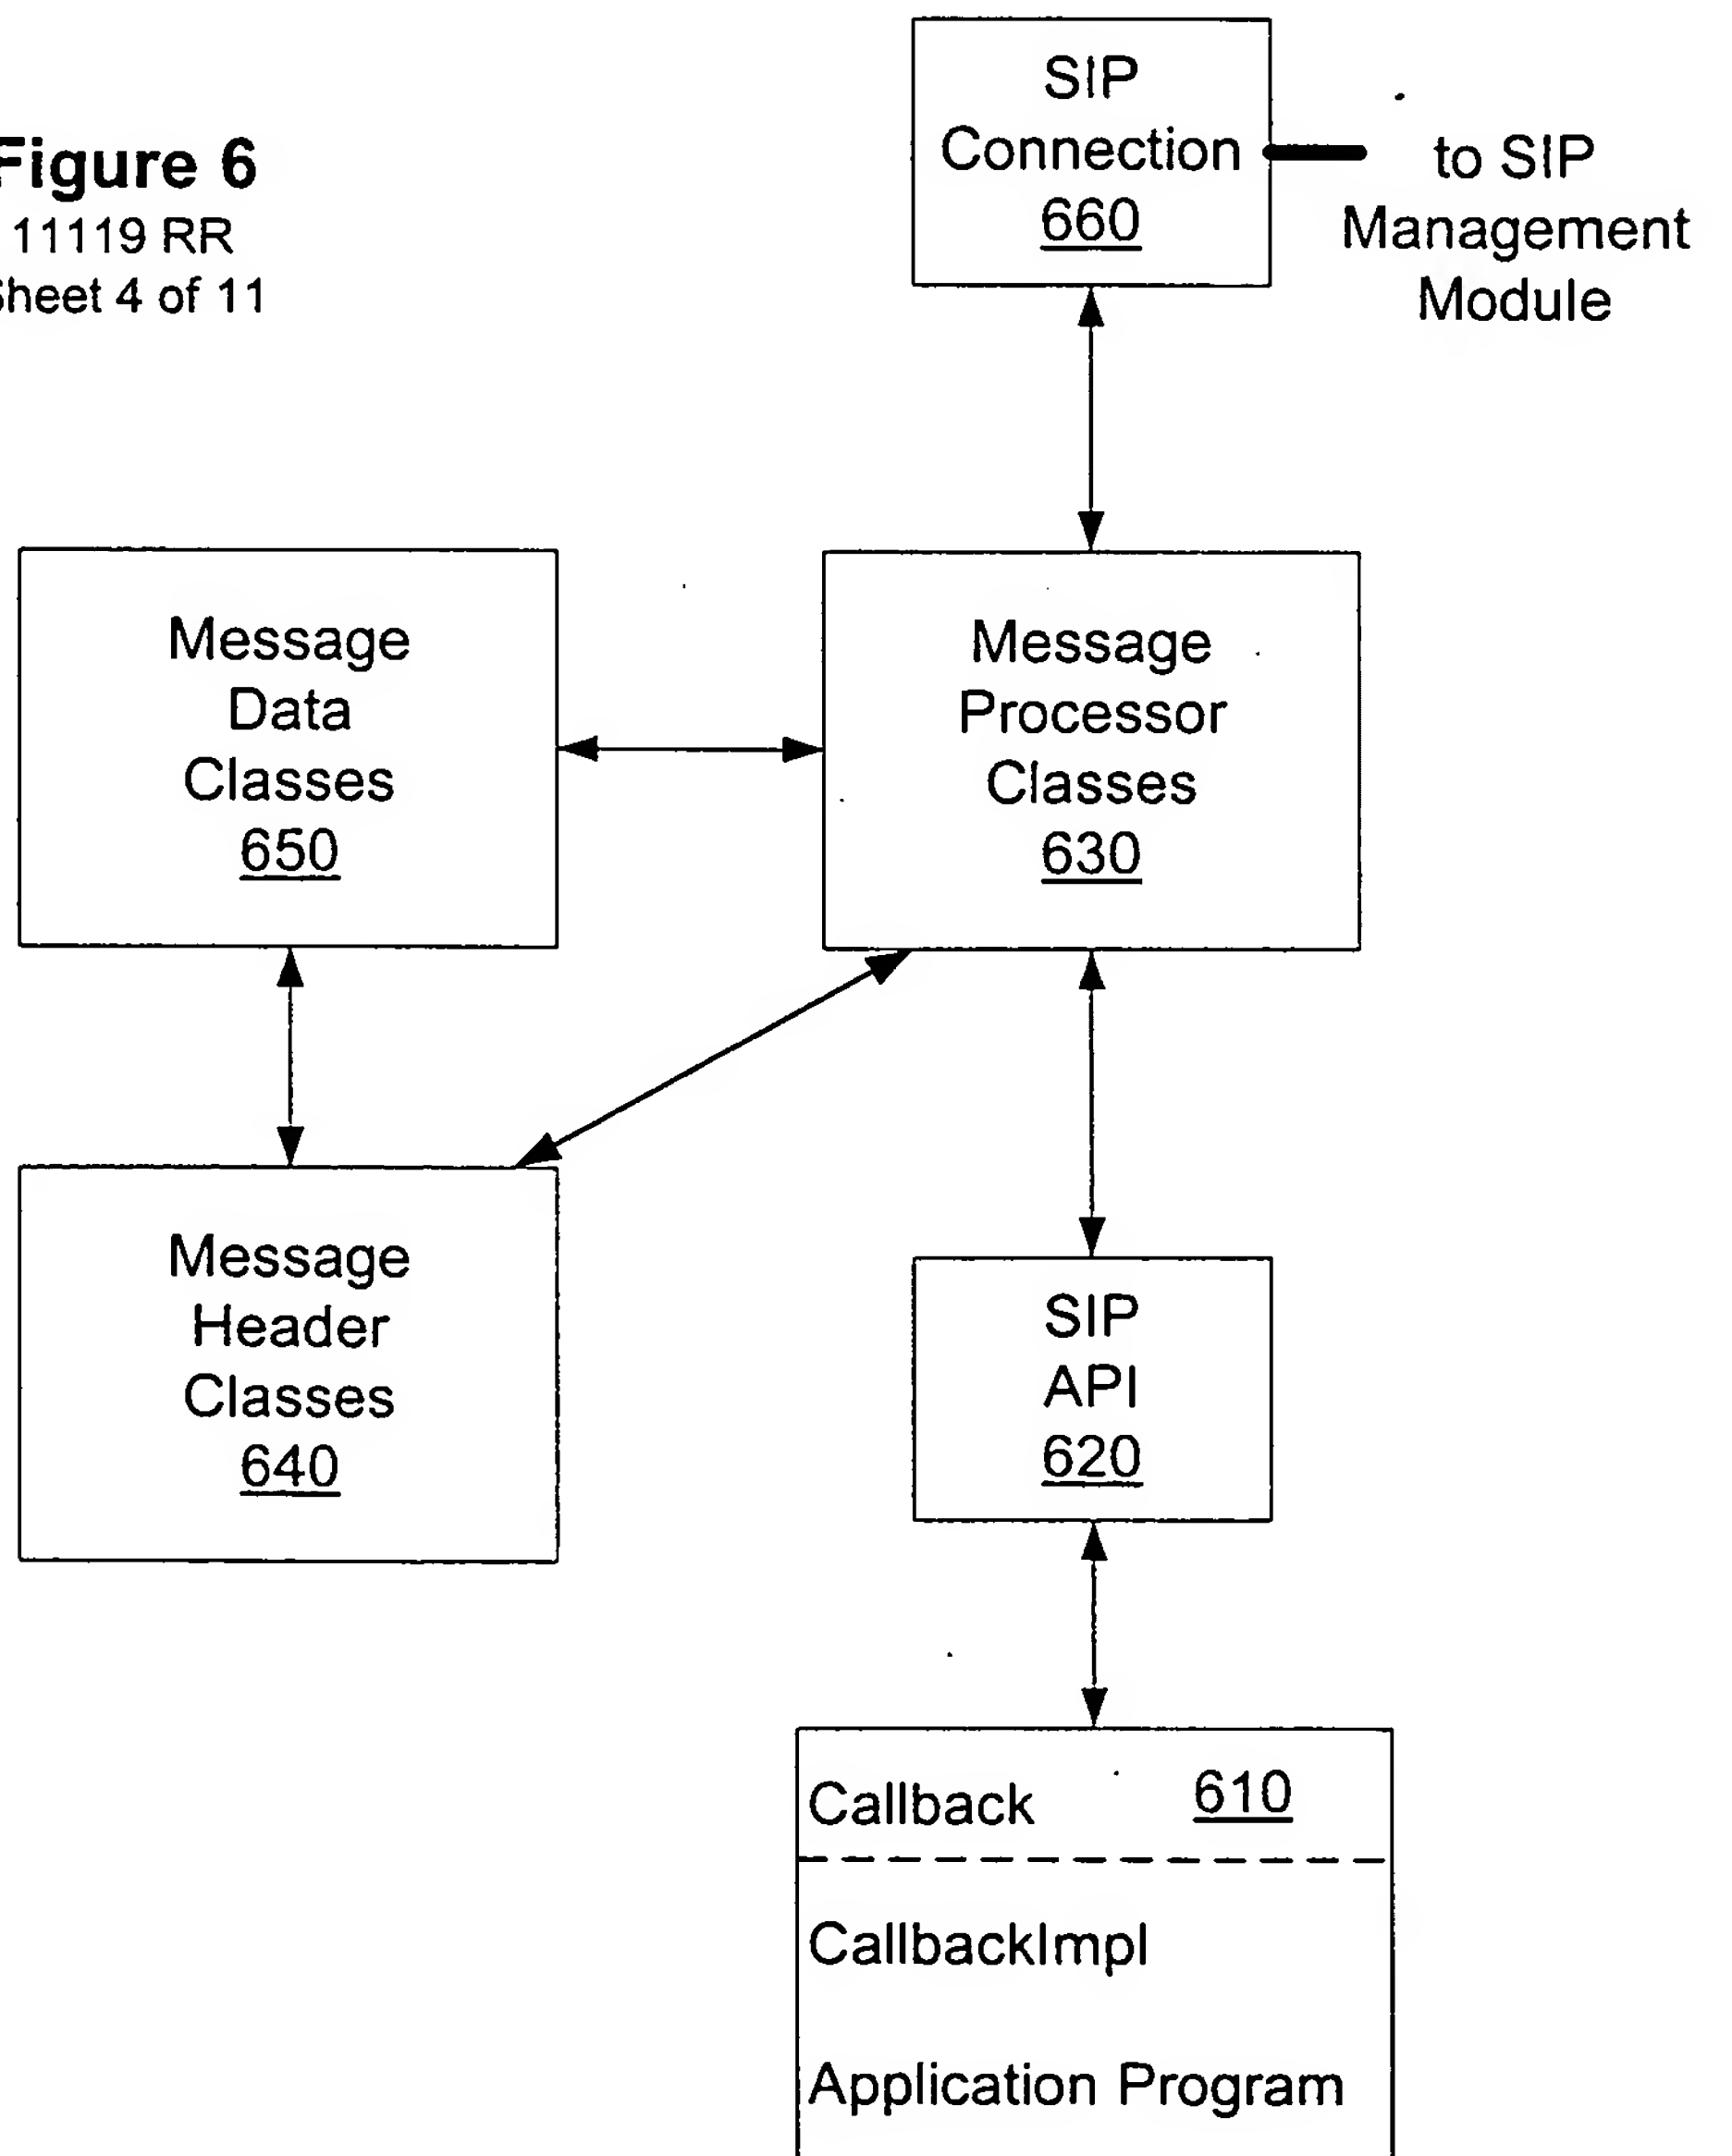 Figure 6
11119 RR
Sheet 4 of 11
SIP
Connection
660
to SIP
Management
Module
Message
Data
Classes
650
Message
Processor
Classes
630
Message
Header
Classes
640
SIP
API
620
Callback 610
CallbackImpl
Application Program